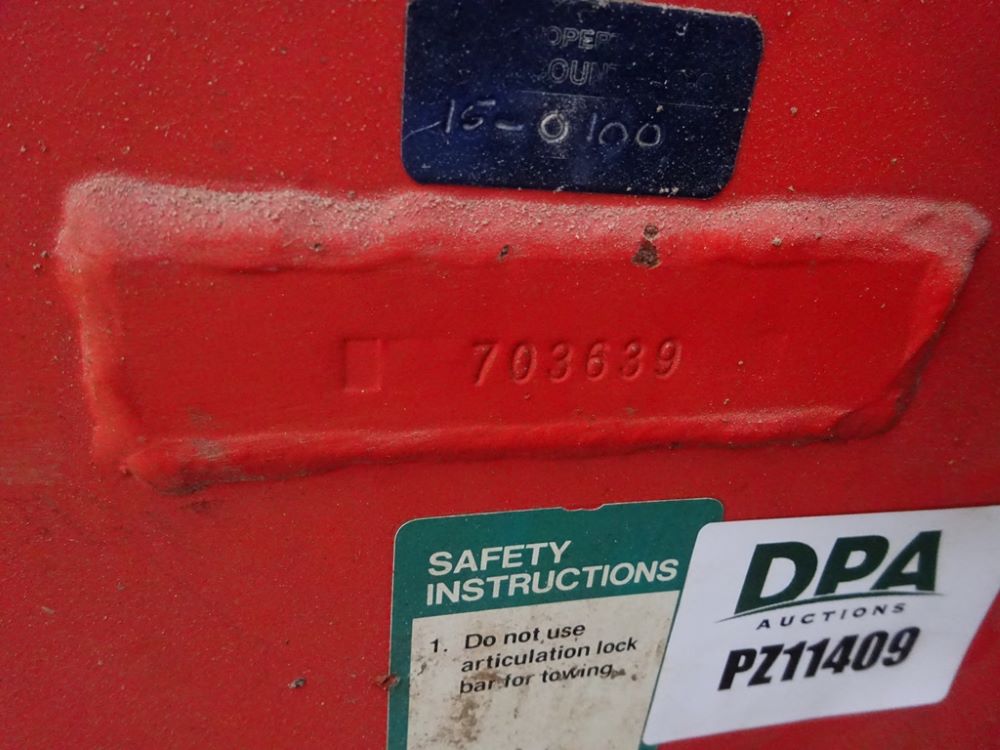 15-0100
703639
SAFETY
INSTRUCTIONS
1. Do not use
articulation lock
bar for towing.
DPA
AUCTIONS
PZ11409